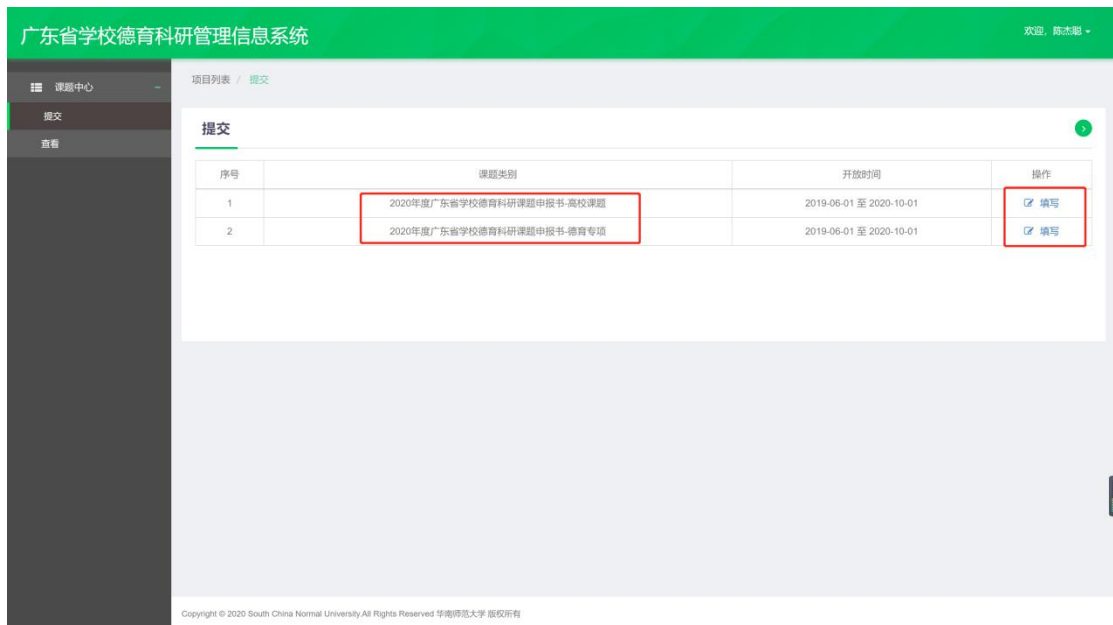 广东省学校德育科研管理信息系统
欢迎，陈杰聪
课题中心
提交
查看
项目列表 / 提交
提交
序号 课题类别 开放时间 操作
1 2020年度广东省学校德育科研课题申报书-高校课题 2019-06-01 至 2020-10-01 填写
2 2020年度广东省学校德育科研课题申报书-德育专项 2019-06-01 至 2020-10-01 填写
Copyright © 2020 South China Normal University.All Rights Reserved 华南师范大学 版权所有